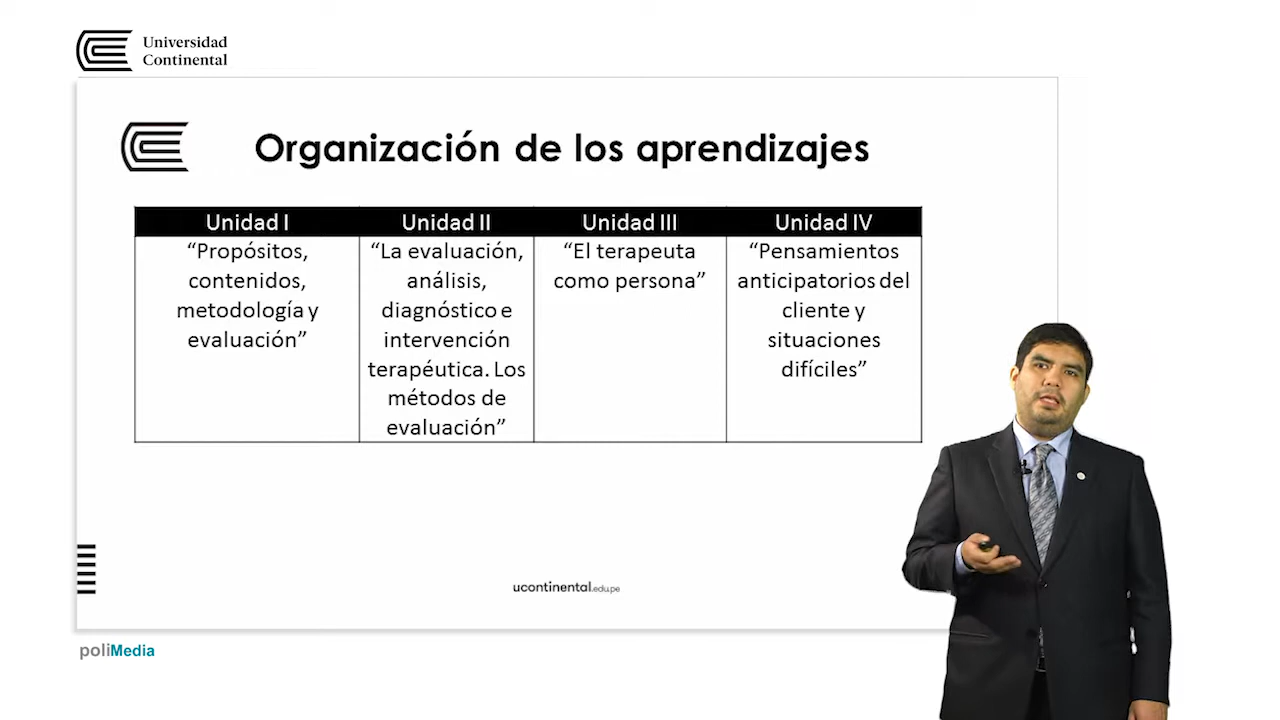 Universidad
Continental
Organización de los aprendizajes
Unidad I
“Propósitos,
contenidos,
metodología y
evaluación”
Unidad II
“La evaluación,
análisis,
diagnóstico e
intervención
terapéutica. Los
métodos de
evaluación”
Unidad III
“El terapeuta
como persona”
Unidad IV
“Pensamientos
anticipatorios del
cliente y
situaciones
difíciles”
ucontinental.edu.pe
poliMedia